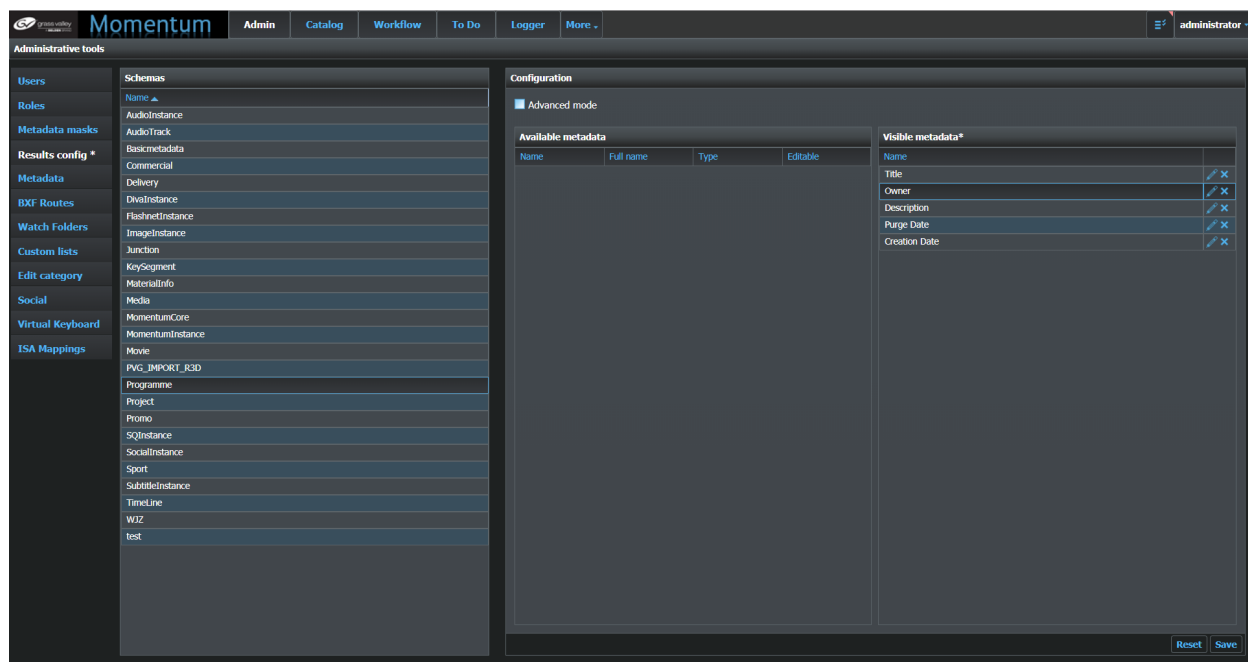 grass valley Momentum Admin Catalog Workflow To Do Logger More administrator
Administrative tools
Users
Roles
Metadata masks
Results config *
Metadata
BXF Routes
Watch Folders
Custom lists
Edit category
Social
Virtual Keyboard
ISA Mappings
Schemas
Name
AudioInstance
AudioTrack
Basicmetadata
Commercial
Delivery
DivaInstance
FlashnetInstance
ImageInstance
Junction
KeySegment
MaterialInfo
Media
MomentumCore
MomentumInstance
Movie
PVG_IMPORT_R3D
Programme
Project
Promo
SQInstance
SocialInstance
Sport
SubtitleInstance
TimeLine
WJZ
test
Configuration
Advanced mode
Available metadata
Name Full name Type Editable
Visible metadata*
Name
Title
Owner
Description
Purge Date
Creation Date
Reset Save